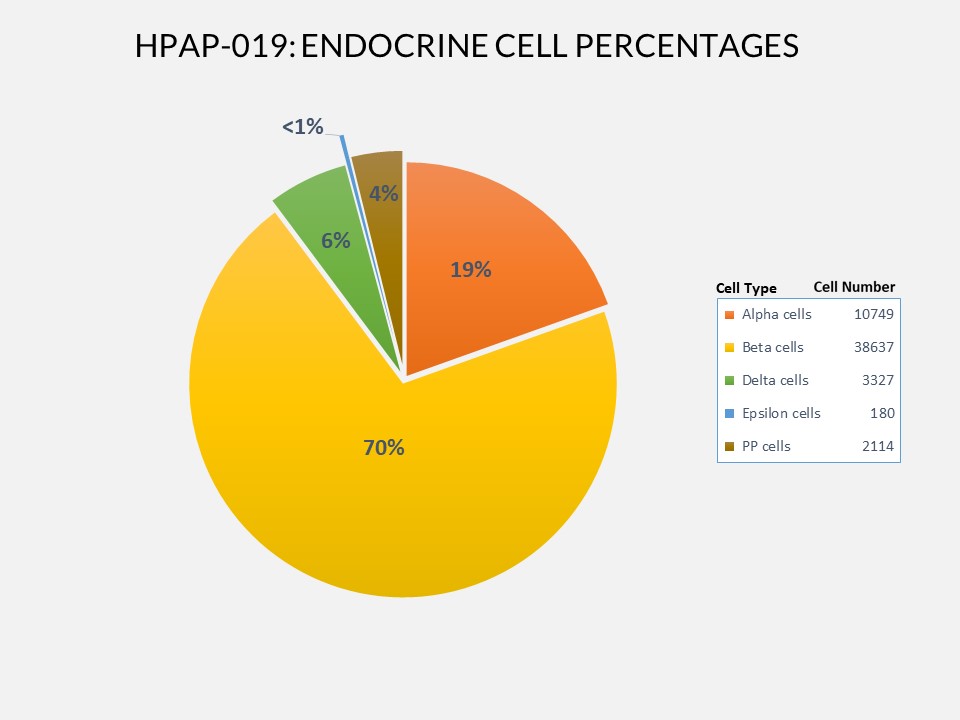 HPAP-019: ENDOCRINE CELL PERCENTAGES
<1%
4%
6%
19%
70%
Cell Type Cell Number
Alpha cells 10749
Beta cells 38637
Delta cells 3327
Epsilon cells 180
PP cells 2114